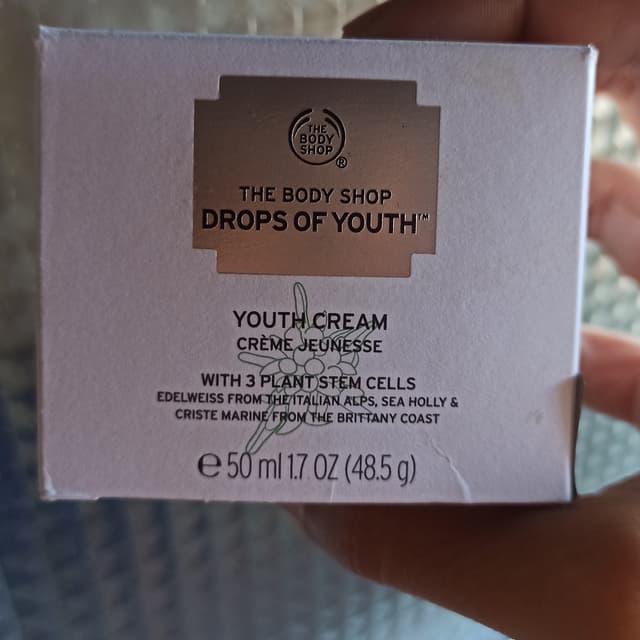 THE
BODY
SHOP
®
THE BODY SHOP
DROPS OF YOUTH™
YOUTH CREAM
CRÈME JEUNESSE
WITH 3 PLANT STEM CELLS
EDELWEISS FROM THE ITALIAN ALPS, SEA HOLLY &
CRISTE MARINE FROM THE BRITTANY COAST
℮ 50 ml 1.7 OZ (48.5 g)